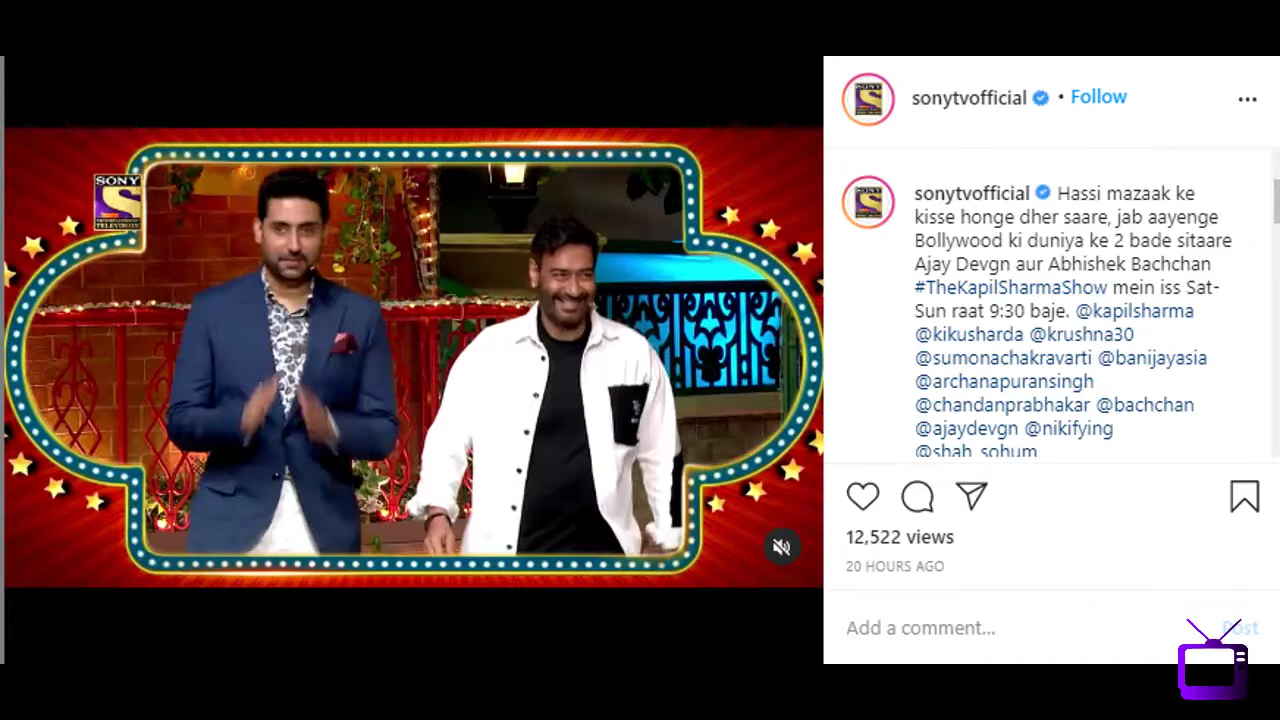 SONY
sonytvofficial • Follow
sonytvofficial Hassi mazaak ke
kisse honge dher saare, jab aayenge
Bollywood ki duniya ke 2 bade sitaare
Ajay Devgn aur Abhishek Bachchan
#TheKapilSharmaShow mein iss Sat-
Sun raat 9:30 baje. @kapilsharma
@kikusharda @krushna30
@sumonachakravarti @banijayasia
@archanapuransingh
@chandanprabhakar @bachchan
@ajaydevgn @nikifying
@shah_sohum
12,522 views
20 HOURS AGO
Add a comment...
Post